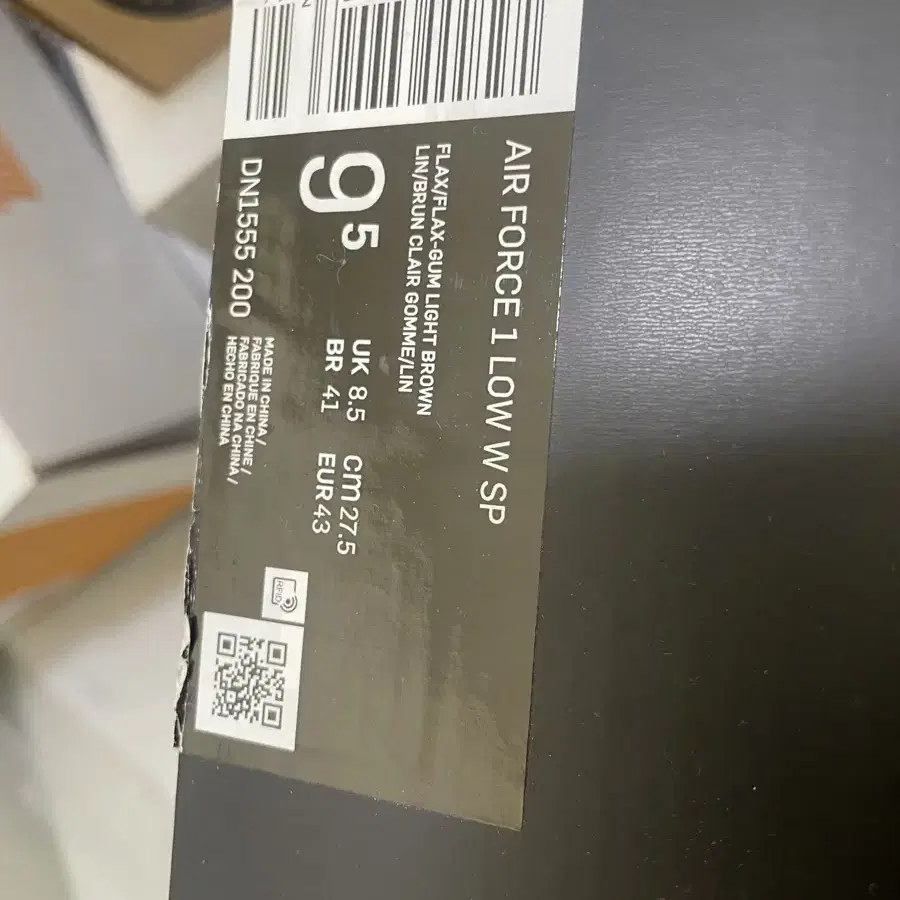 AIR FORCE 1 LOW W SP
FLAX/FLAX-GUM LIGHT BROWN
LIN/BRUN CLAIR GOMME/LIN
9.5
UK 8.5 cm 27.5
BR 41 EUR 43
DN1555 200
MADE IN CHINA/
FABRIQUE EN CHINE/
FABRICADO NA CHINA/
HECHO EN CHINA
RFID